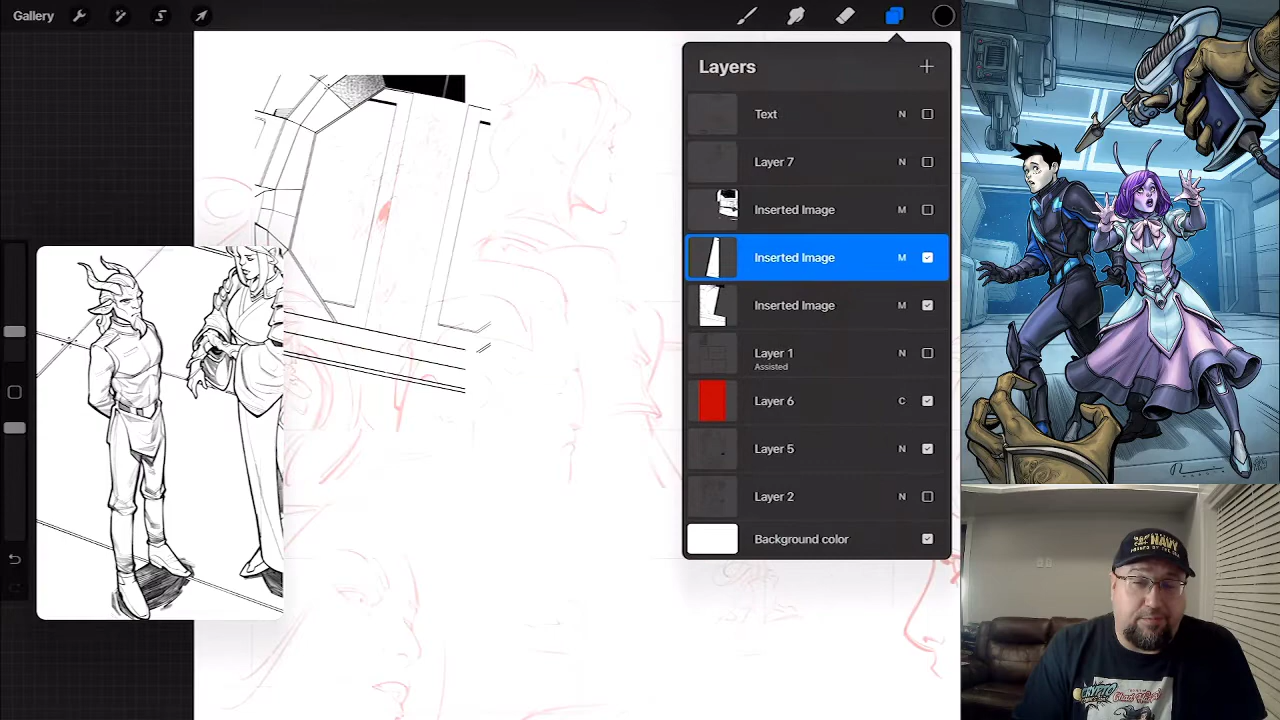 Gallery
Layers
Text N
Layer 7 N
Inserted Image M
Inserted Image M
Inserted Image M
Layer 1 N
Assisted
Layer 6 C
Layer 5 N
Layer 2 N
Background color
NAVY